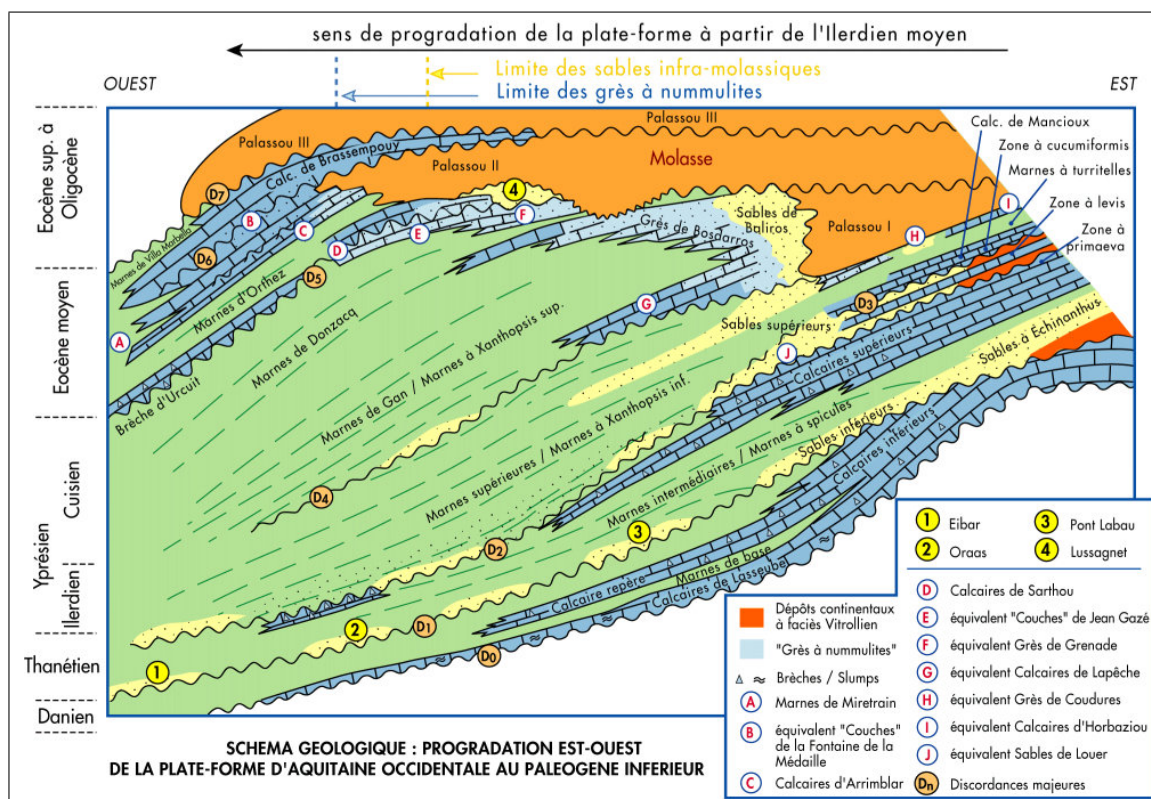 sens de progradation de la plate-forme à partir de l'Ilerdien moyen
OUEST
Limite des sables infra-molassiques
EST
Limite des grès à nummulites
Eocène sup. à
Oligocène
Eocène moyen
Yprésien
Cuisien
Ilerdien
Thanétien
Danien
Palassou III
Palassou III
Calc. de Mancioux
Zone à cucumiformis
Marnes à
turritelles
Zone à levis
Zone à
primaeva
Calc. de Brassempouy
Palassou II
Molasse
D7
4
B
C
F
I
Marnes de Villa Marbella
D6
D
E
Grès de Bosdarros
Sables de
Baliros
Palassou I
H
D5
Marnes d'Orthez
A
G
D3
Brèche d'Urcuit
Marnes de Donzacq
Marnes de Gan / Marnes à Xanthopsis sup.
Sables supérieurs
J
Calcaires supérieurs
Sables à Echinanthus
D4
Marnes supérieures / Marnes à Xanthopsis inf.
Marnes intermédiaires / Marnes à spicules
Sables inférieurs
Calcaires inférieurs
D2
3
2
D1
Calcaire repère
Marnes de base
Calcaires de Lasseube
1
D0
1 Eibar
3 Pont Labau
2 Oraas
4 Lussagnet
Dépôts continentaux
à faciès Vitrollien
"Grès à nummulites"
Brèches / Slumps
A Marnes de Miretrain
B équivalent "Couches"
de la Fontaine de la
Médaille
C Calcaires d'Arrimblar
D Calcaires de Sarthou
E équivalent "Couches" de Jean Gazé
F équivalent Grès de Grenade
G équivalent Calcaires de Lapêche
H équivalent Grès de Coudures
I équivalent Calcaires d'Horbaziou
J équivalent Sables de Louer
Dn Discordances majeures
SCHEMA GEOLOGIQUE : PROGRADATION EST-OUEST
DE LA PLATE-FORME D'AQUITAINE OCCIDENTALE AU PALEOGENE INFERIEUR